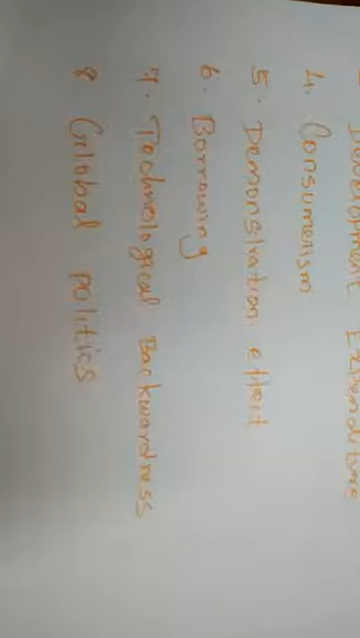 Development Expenditure
4. Consumerism
5. Demonstration effect
6. Borrowing
7. Technological Backwardness
8 Global politics